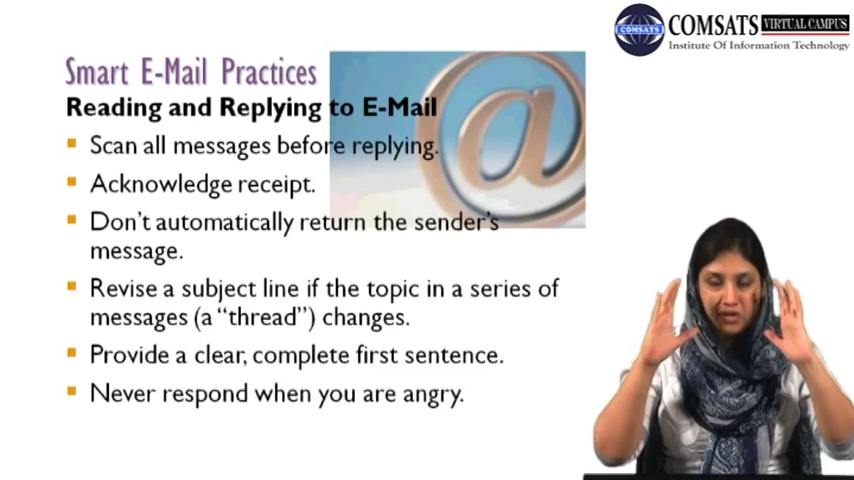 COMSATS VIRTUAL CAMPUS
COMSATS
Institute Of Information Technology
Smart E-Mail Practices
Reading and Replying to E-Mail
Scan all messages before replying.
Acknowledge receipt.
Don't automatically return the sender's
message.
Revise a subject line if the topic in a series of
messages (a “thread”) changes.
Provide a clear, complete first sentence.
Never respond when you are angry.